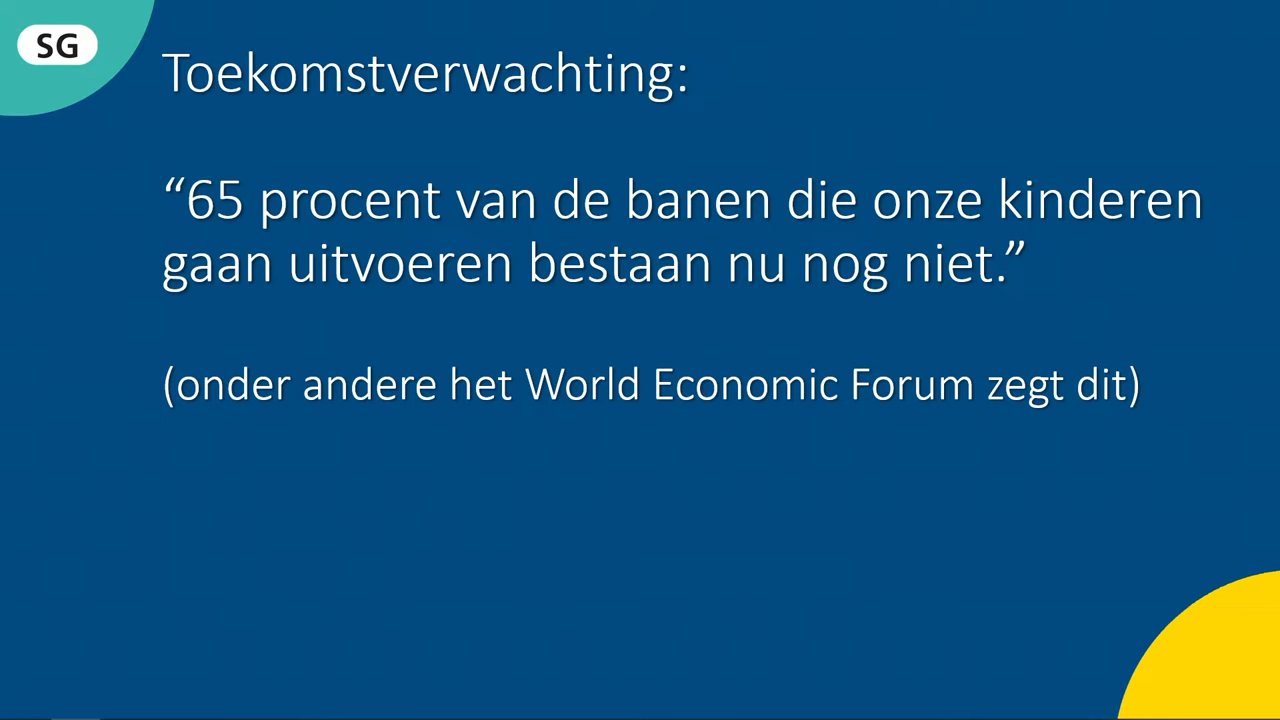 SG
Toekomstverwachting:
“65 procent van de banen die onze kinderen
gaan uitvoeren bestaan nu nog niet.”
(onder andere het World Economic Forum zegt dit)